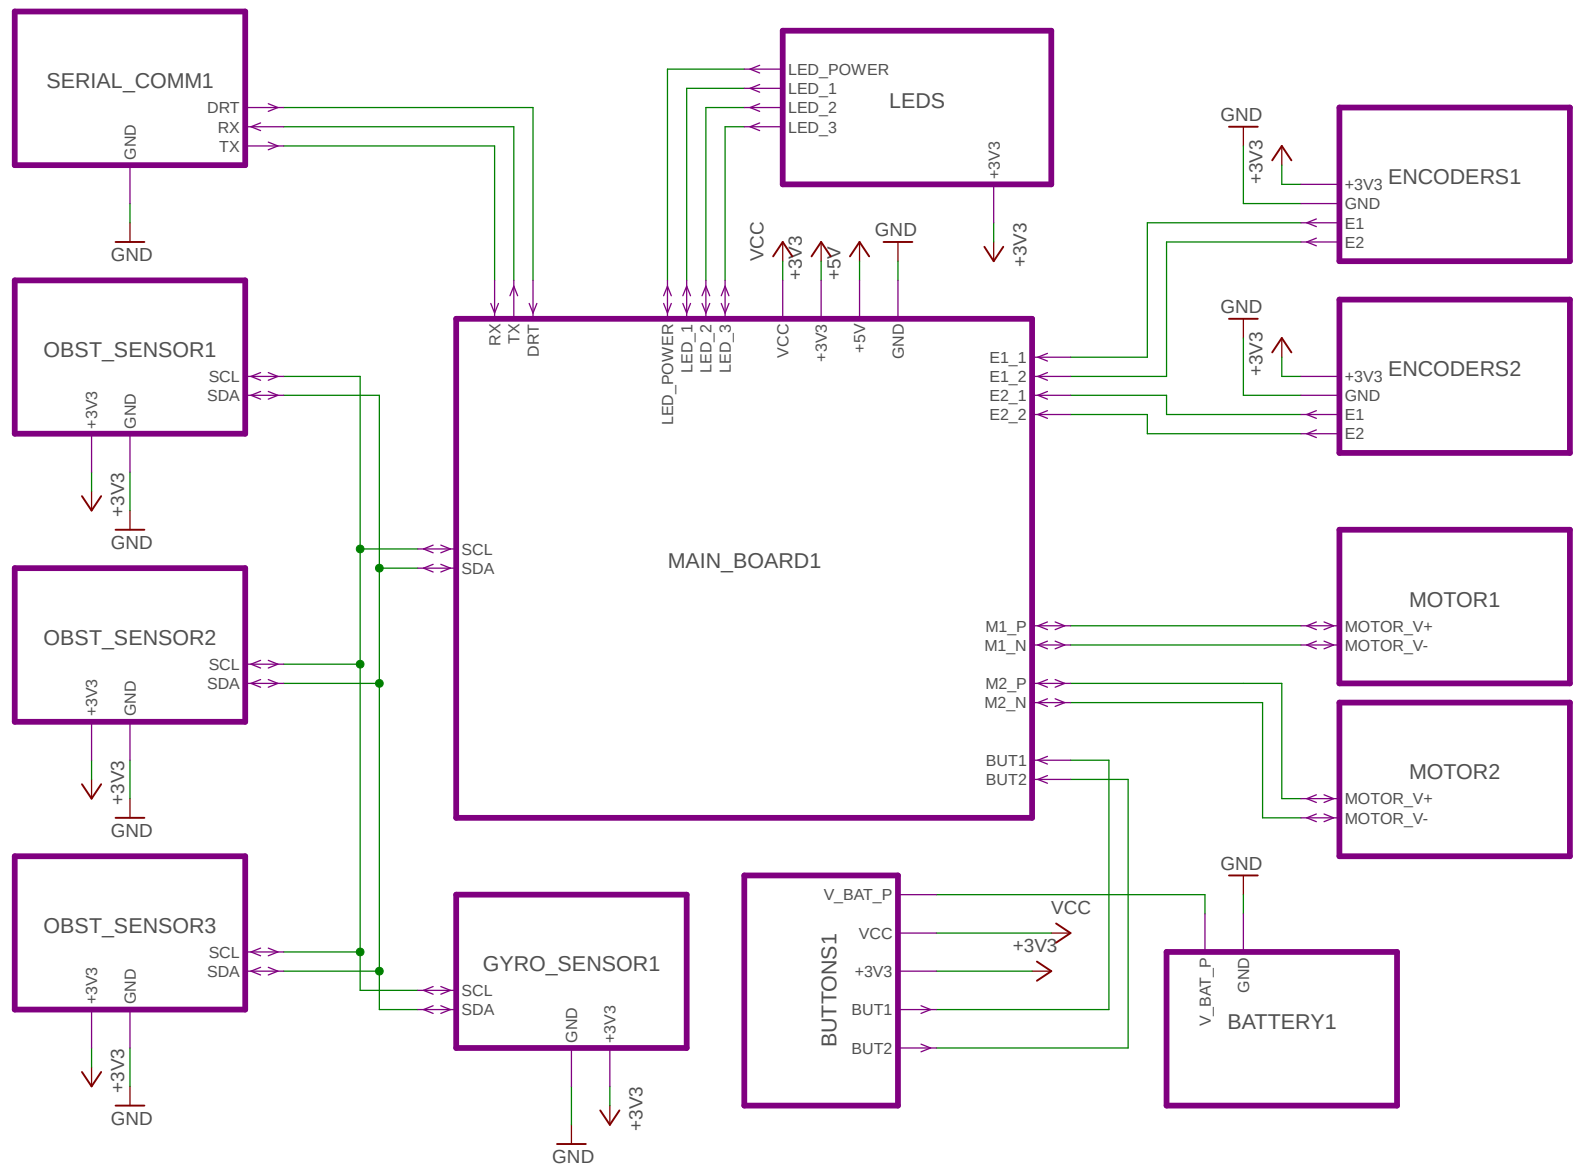 SERIAL_COMM1
DRT
RX
TX
GND
GND
LEDS
LED_POWER
LED_1
LED_2
LED_3
+3V3
+3V3
ENCODERS1
GND
+3V3
+3V3
GND
E1
E2
ENCODERS2
GND
+3V3
+3V3
GND
E1
E2
OBST_SENSOR1
SCL
SDA
+3V3
GND
+3V3
GND
OBST_SENSOR2
SCL
SDA
+3V3
GND
+3V3
GND
OBST_SENSOR3
SCL
SDA
+3V3
GND
+3V3
GND
MAIN_BOARD1
VCC
+3V3
+5V
GND
RX
TX
DRT
LED_POWER
LED_1
LED_2
LED_3
VCC
+3V3
+5V
GND
E1_1
E1_2
E2_1
E2_2
SCL
SDA
M1_P
M1_N
M2_P
M2_N
BUT1
BUT2
MOTOR1
MOTOR_V+
MOTOR_V-
MOTOR2
MOTOR_V+
MOTOR_V-
GYRO_SENSOR1
SCL
SDA
GND
+3V3
+3V3
GND
BUTTONS1
V_BAT_P
VCC
+3V3
BUT1
BUT2
VCC
+3V3
GND
V_BAT_P
GND
BATTERY1